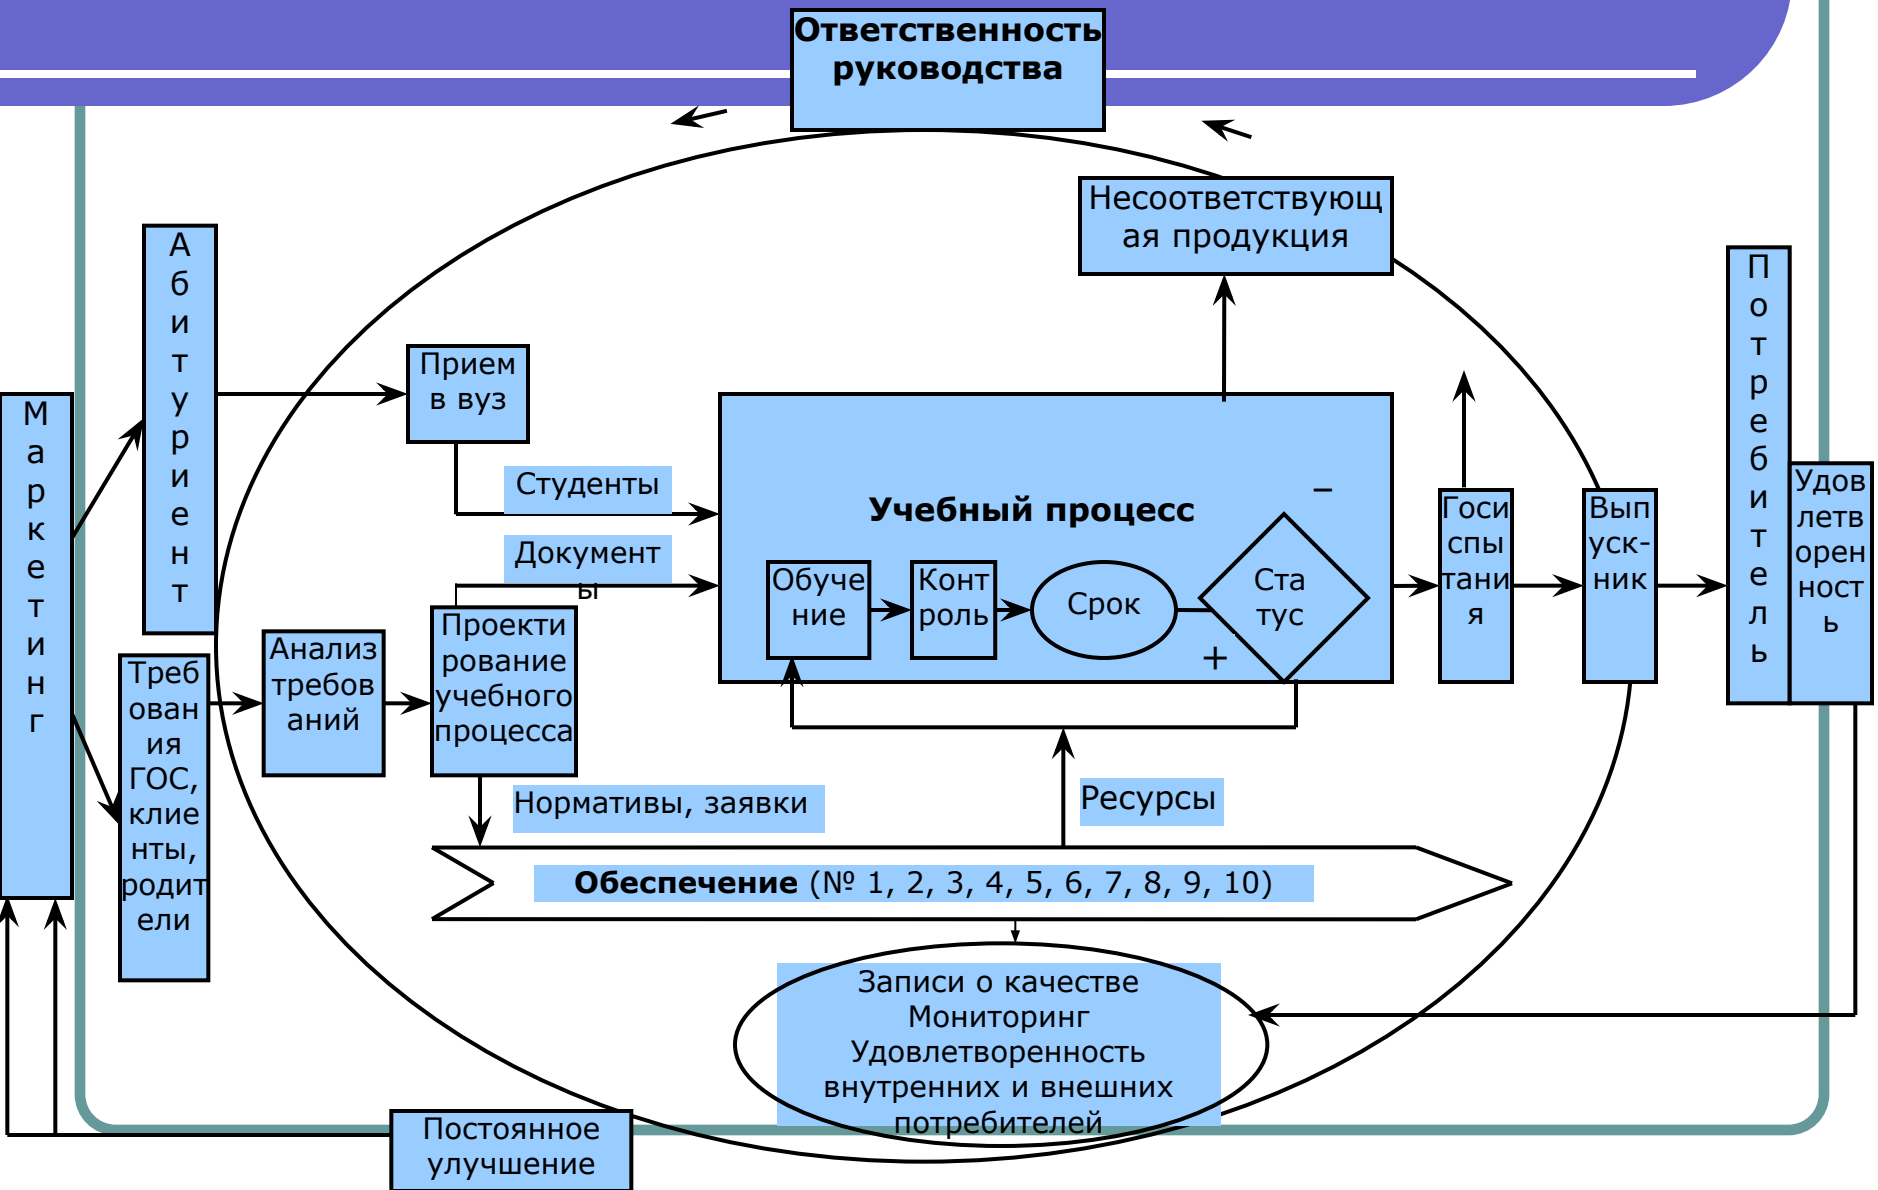 Ответственность
руководства
Несоответствующ
ая продукция
Абитуриент
Маркетинг
Прием
в вуз
Студенты
Документ
ы
Учебный процесс
–
Обуче
ние
Конт
роль
Срок
Ста
тус
+
Госи
спы
тани
я
Вып
уск-
ник
Потребитель
Удов
летв
орен
ност
ь
Треб
ован
ия
ГОС,
клие
нты,
родит
ели
Анализ
требов
аний
Проекти
рование
учебного
процесса
Нормативы, заявки
Ресурсы
Обеспечение (№ 1, 2, 3, 4, 5, 6, 7, 8, 9, 10)
Записи о качестве
Мониторинг
Удовлетворенность
внутренних и внешних
потребителей
Постоянное
улучшение